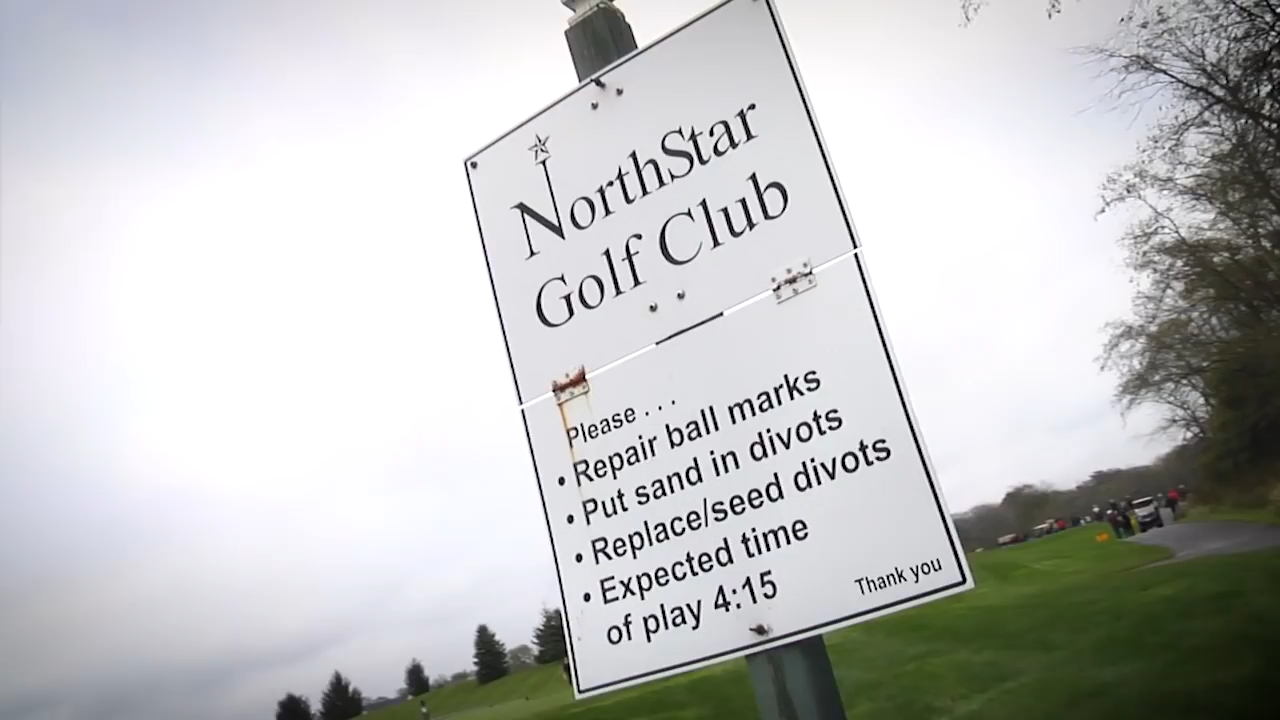 NorthStar
Golf Club
Please . . .
• Repair ball marks
• Put sand in divots
• Replace/seed divots
• Expected time
of play 4:15
Thank you